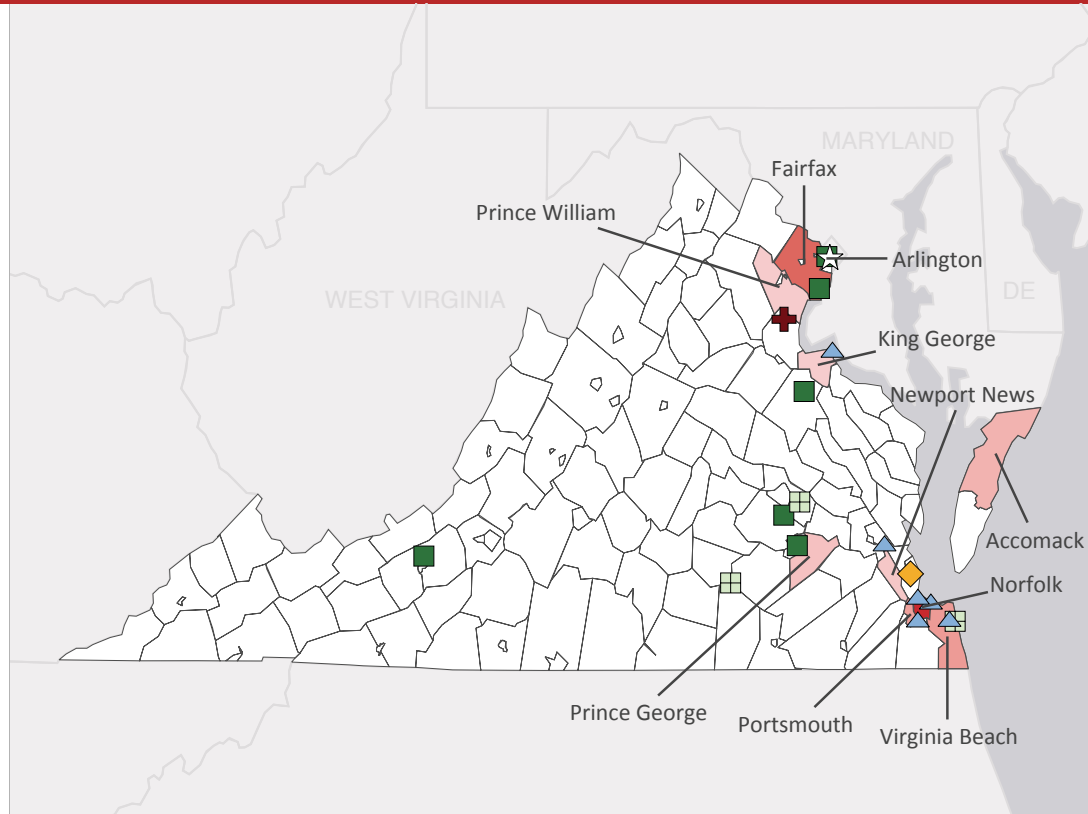 MARYLAND
Fairfax
Prince William
Arlington
WEST VIRGINIA
DE
King George
Newport News
Accomack
Norfolk
Prince George
Portsmouth
Virginia Beach